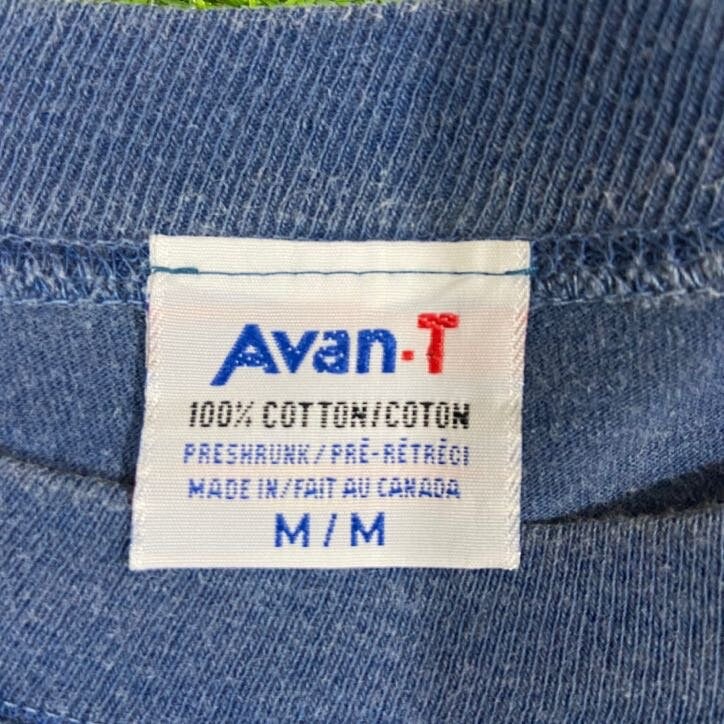 Avan-T
100% COTTON/COTON
PRESHRUNK/PRÉ-RÉTRÉCI
MADE IN/FAIT AU CANADA
M/M